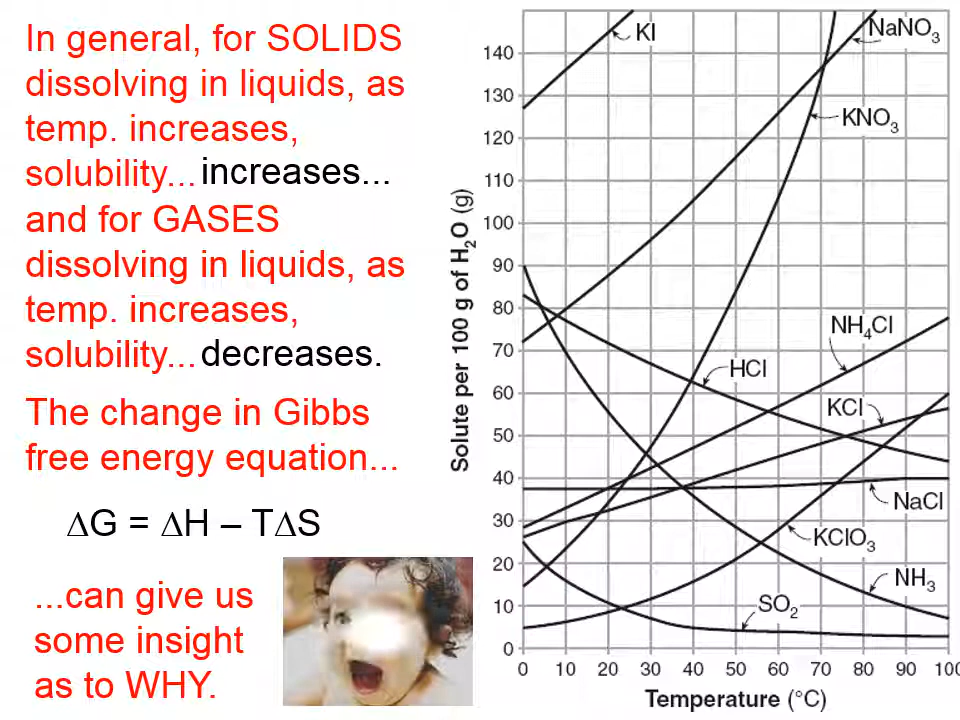 In general, for SOLIDS
dissolving in liquids, as
temp. increases,
solubility... increases...
and for GASES
dissolving in liquids, as
temp. increases,
solubility... decreases.
The change in Gibbs
free energy equation...
∆G = ∆H – T∆S
...can give us
some insight
as to WHY.
Solute per 100 g of H₂O (g)
140
130
120
110
100
90
80
70
60
50
40
30
20
10
0
KI
NaNO₃
KNO₃
NH₄Cl
HCl
KCl
NaCl
KClO₃
NH₃
SO₂
0 10 20 30 40 50 60 70 80 90 100
Temperature (°C)